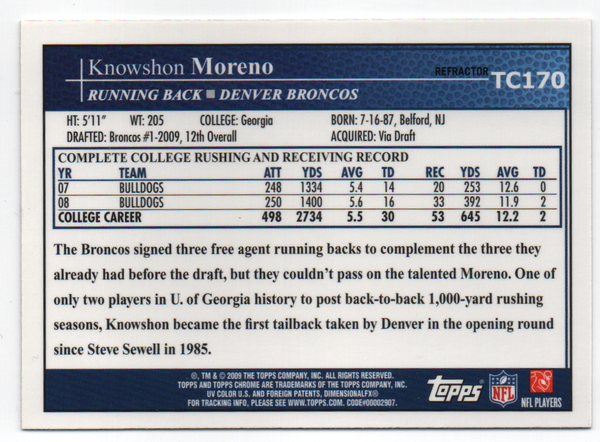 Knowshon Moreno
REFRACTOR TC170
RUNNING BACK ■ DENVER BRONCOS
HT: 5'11" WT: 205 COLLEGE: Georgia BORN: 7-16-87, Belford, NJ
DRAFTED: Broncos #1-2009, 12th Overall ACQUIRED: Via Draft
COMPLETE COLLEGE RUSHING AND RECEIVING RECORD
YR TEAM ATT YDS AVG TD REC YDS AVG TD
07 BULLDOGS 248 1334 5.4 14 20 253 12.6 0
08 BULLDOGS 250 1400 5.6 16 33 392 11.9 2
COLLEGE CAREER 498 2734 5.5 30 53 645 12.2 2
The Broncos signed three free agent running backs to complement the three they
already had before the draft, but they couldn't pass on the talented Moreno. One of
only two players in U. of Georgia history to post back-to-back 1,000-yard rushing
seasons, Knowshon became the first tailback taken by Denver in the opening round
since Steve Sewell in 1985.
®, TM & © 2009 THE TOPPS COMPANY, INC. ALL RIGHTS RESERVED.
TOPPS AND TOPPS CHROME ARE TRADEMARKS OF THE TOPPS COMPANY, INC.
UV COLOR U.S. AND FOREIGN PATENTS, DIMENSIONALFX®
FOR TRACKING INFO, PLEASE SEE WWW.TOPPS.COM. CODE#00002907.
Topps
NFL
NFL PLAYERS